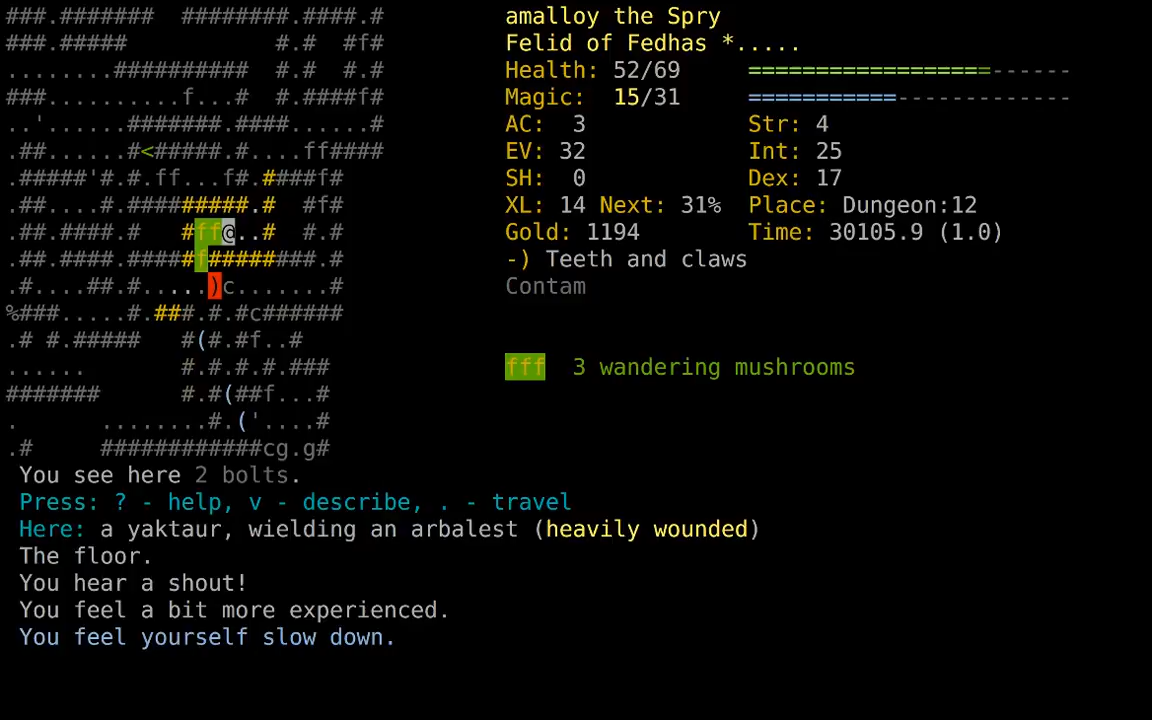 ###.#######  ########.####.#
amalloy the Spry
###.#####           #.#  #f#
Felid of Fedhas *.....
........##########  #.#  #.#
Health: 52/69     ==================------
###..........f...#  #.####f#
Magic:  15/31     ===========-------------
..'......#######.####......#
AC:  3            Str: 4
.##......#<#####.#....ff####
EV: 32            Int: 25
.#####'#.#.ff...f#.####f#
SH:  0            Dex: 17
.##....#.#########.#  #f#
XL: 14 Next: 31%  Place: Dungeon:12
.##....#.#   #ff@..#  #.#
Gold: 1194        Time: 30105.9 (1.0)
.##....#.#####f########.#
-) Teeth and claws
.#....##.#.....)c.......#
Contam
%###.....#.##.#.#c######
.# #.#####   #(#.#f..#
......       #.#.#.#.###
fff  3 wandering mushrooms
#######      #.#(##f...#
.      ........#.('....#
.#     ############cg.g#
You see here 2 bolts.
Press: ? - help, v - describe, . - travel
Here: a yaktaur, wielding an arbalest (heavily wounded)
The floor.
You hear a shout!
You feel a bit more experienced.
You feel yourself slow down.